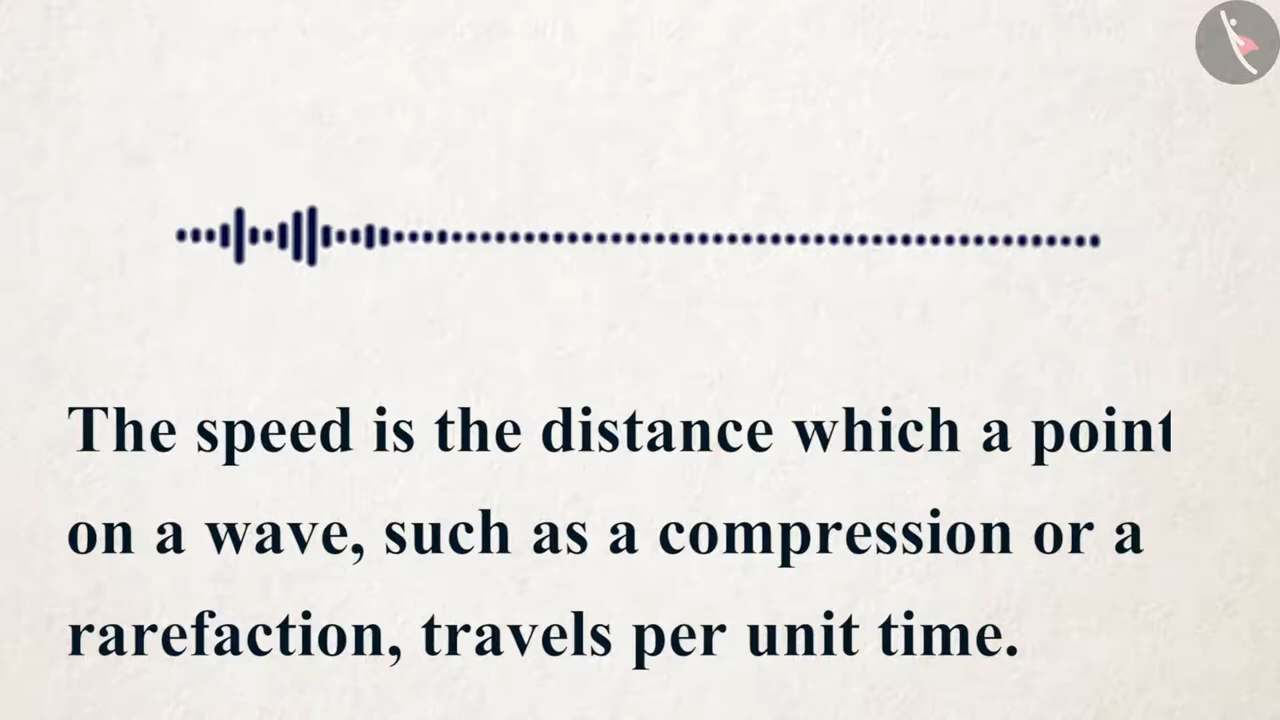 The speed is the distance which a point
on a wave, such as a compression or a
rarefaction, travels per unit time.